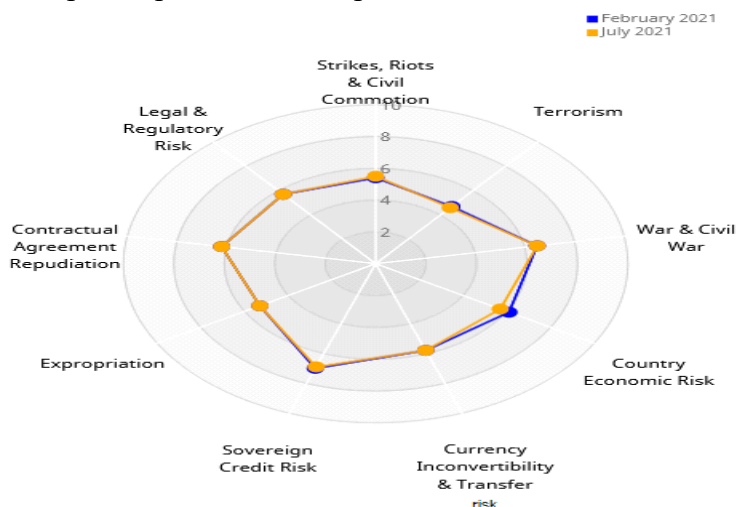 February 2021
July 2021
Strikes, Riots
& Civil
Commotion
Terrorism
War & Civil
War
Country
Economic Risk
Currency
Inconvertibility
& Transfer
risk
Sovereign
Credit Risk
Expropriation
Contractual
Agreement
Repudiation
Legal &
Regulatory
Risk
10
8
6
4
2